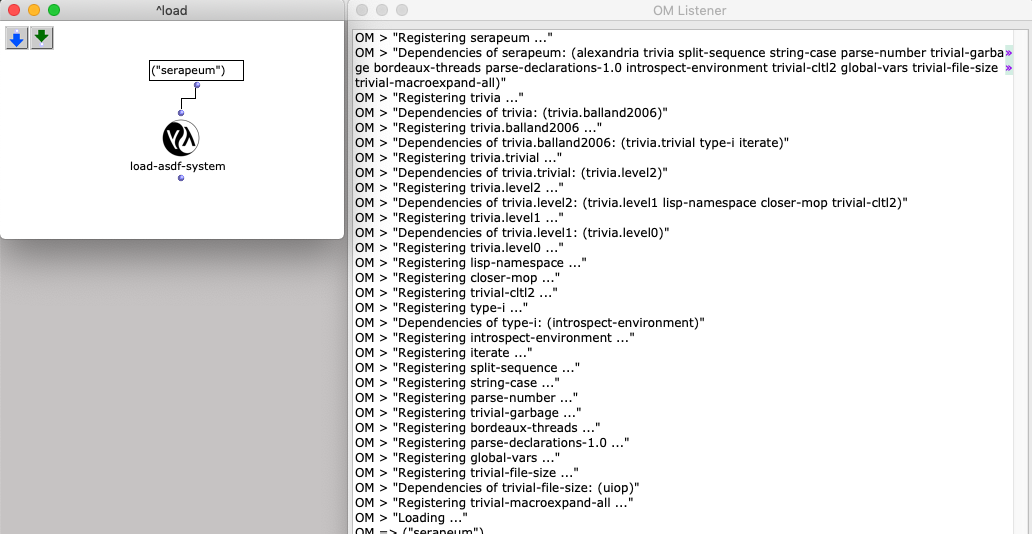 ^load
("serapeum")
load-asdf-system
OM Listener
OM > "Registering serapeum ..."
OM > "Dependencies of serapeum: (alexandria trivia split-sequence string-case parse-number trivial-garba»
ge bordeaux-threads parse-declarations-1.0 introspect-environment trivial-cltl2 global-vars trivial-file-size »
trivial-macroexpand-all)"
OM > "Registering trivia ..."
OM > "Dependencies of trivia: (trivia.balland2006)"
OM > "Registering trivia.balland2006 ..."
OM > "Dependencies of trivia.balland2006: (trivia.trivial type-i iterate)"
OM > "Registering trivia.trivial ..."
OM > "Dependencies of trivia.trivial: (trivia.level2)"
OM > "Registering trivia.level2 ..."
OM > "Dependencies of trivia.level2: (trivia.level1 lisp-namespace closer-mop trivial-cltl2)"
OM > "Registering trivia.level1 ..."
OM > "Dependencies of trivia.level1: (trivia.level0)"
OM > "Registering trivia.level0 ..."
OM > "Registering lisp-namespace ..."
OM > "Registering closer-mop ..."
OM > "Registering trivial-cltl2 ..."
OM > "Registering type-i ..."
OM > "Dependencies of type-i: (introspect-environment)"
OM > "Registering introspect-environment ..."
OM > "Registering iterate ..."
OM > "Registering split-sequence ..."
OM > "Registering string-case ..."
OM > "Registering parse-number ..."
OM > "Registering trivial-garbage ..."
OM > "Registering bordeaux-threads ..."
OM > "Registering parse-declarations-1.0 ..."
OM > "Registering global-vars ..."
OM > "Registering trivial-file-size ..."
OM > "Dependencies of trivial-file-size: (uiop)"
OM > "Registering trivial-macroexpand-all ..."
OM > "Loading ..."
OM => ("serapeum")